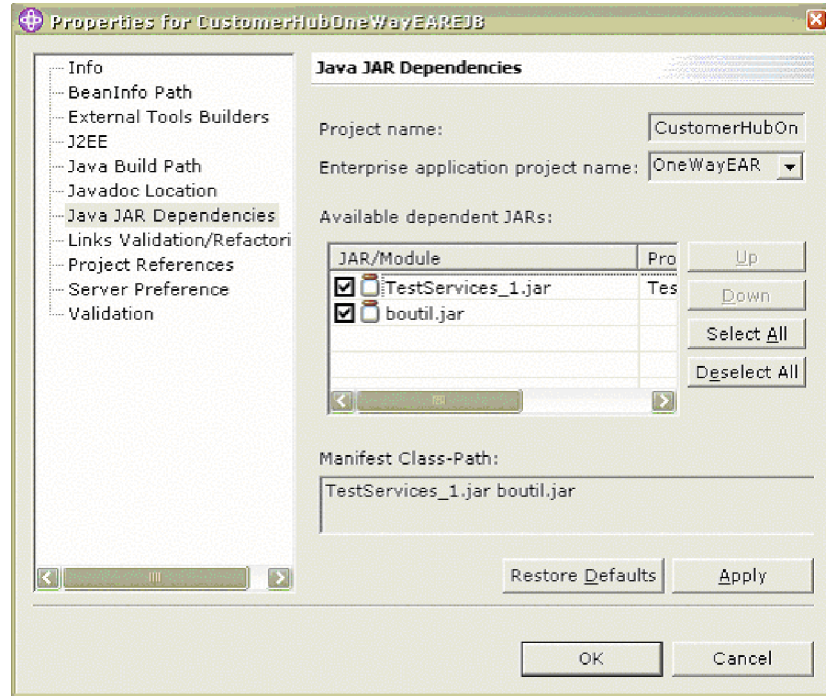 Properties for CustomerHubOneWayEAREJB
Info
BeanInfo Path
External Tools Builders
J2EE
Java Build Path
Javadoc Location
Java JAR Dependencies
Links Validation/Refactori
Project References
Server Preference
Validation
Java JAR Dependencies
Project name: CustomerHubOn
Enterprise application project name: OneWayEAR
Available dependent JARs:
JAR/Module Pro
TestServices_1.jar Tes
boutil.jar
Up
Down
Select All
Deselect All
Manifest Class-Path:
TestServices_1.jar boutil.jar
Restore Defaults Apply
OK Cancel